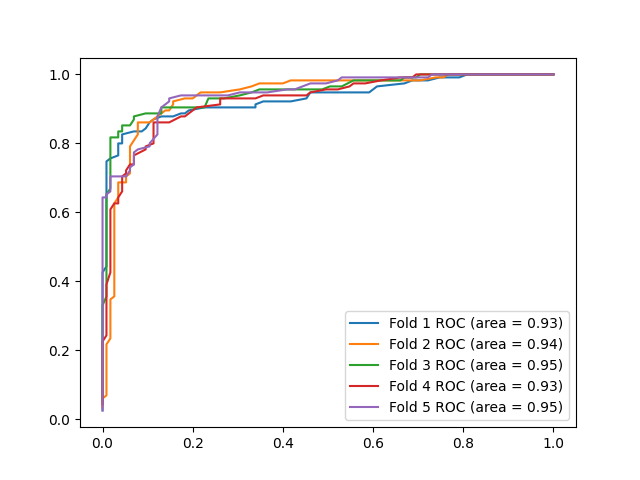 1.0
0.8
0.6
0.4
0.2
0.0
Fold 1 ROC (area = 0.93)
Fold 2 ROC (area = 0.94)
Fold 3 ROC (area = 0.95)
Fold 4 ROC (area = 0.93)
Fold 5 ROC (area = 0.95)
0.0 0.2 0.4 0.6 0.8 1.0